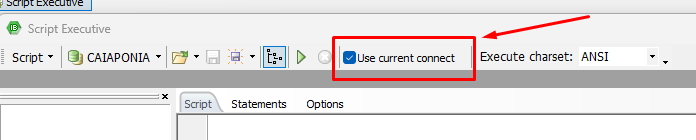 Script Executive
Script Executive
Script CAIAPONIA Use current connect Execute charset: ANSI
Script Statements Options